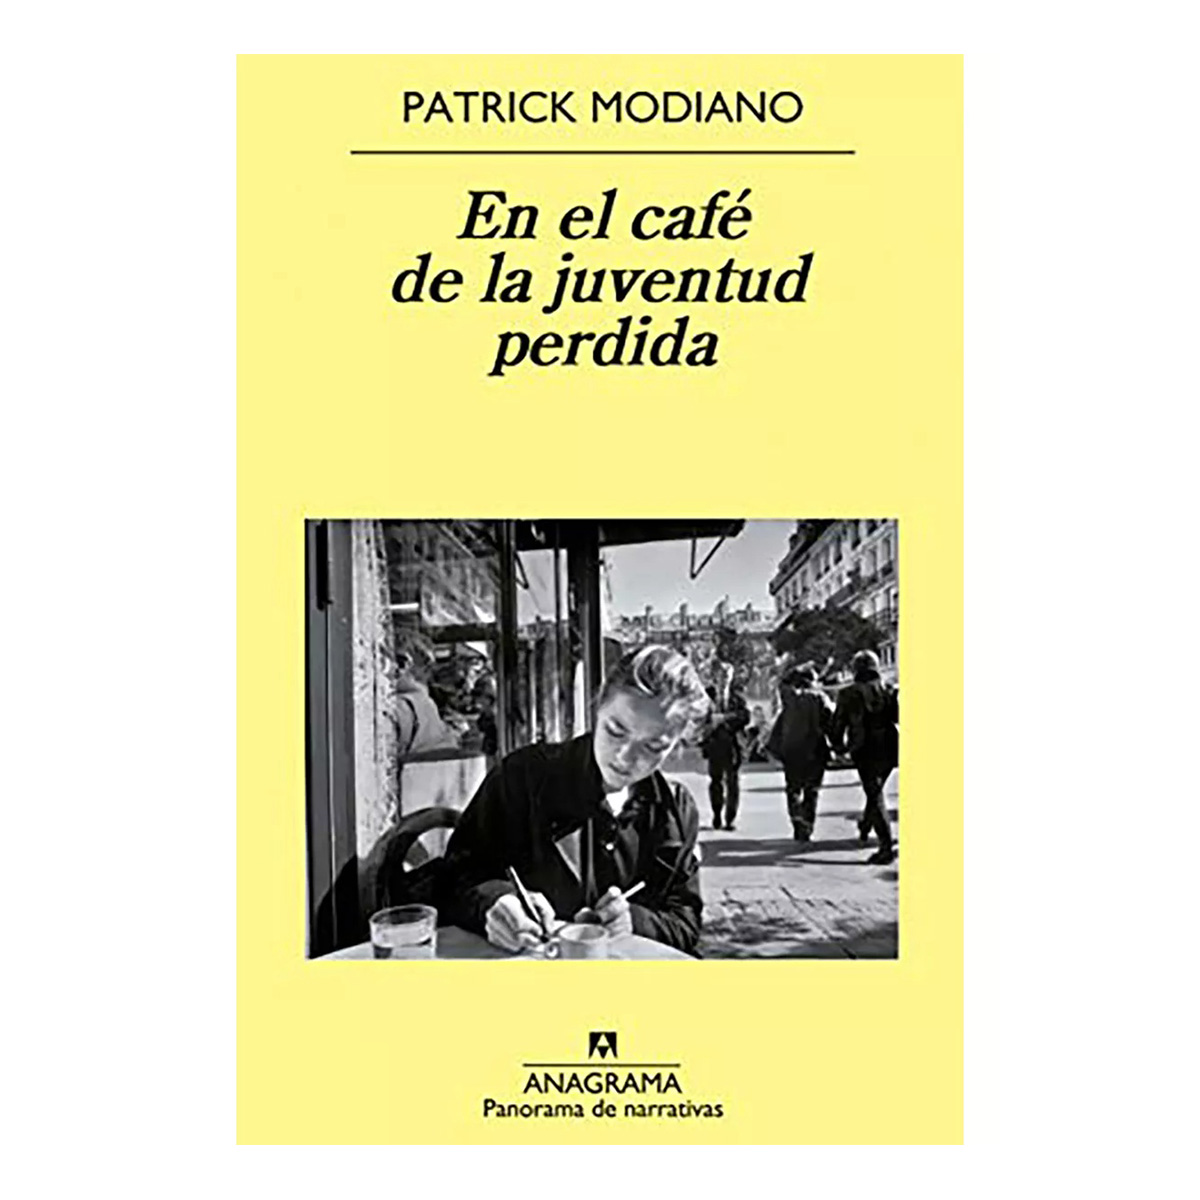 PATRICK MODIANO
En el café
de la juventud
perdida
ANAGRAMA
Panorama de narrativas